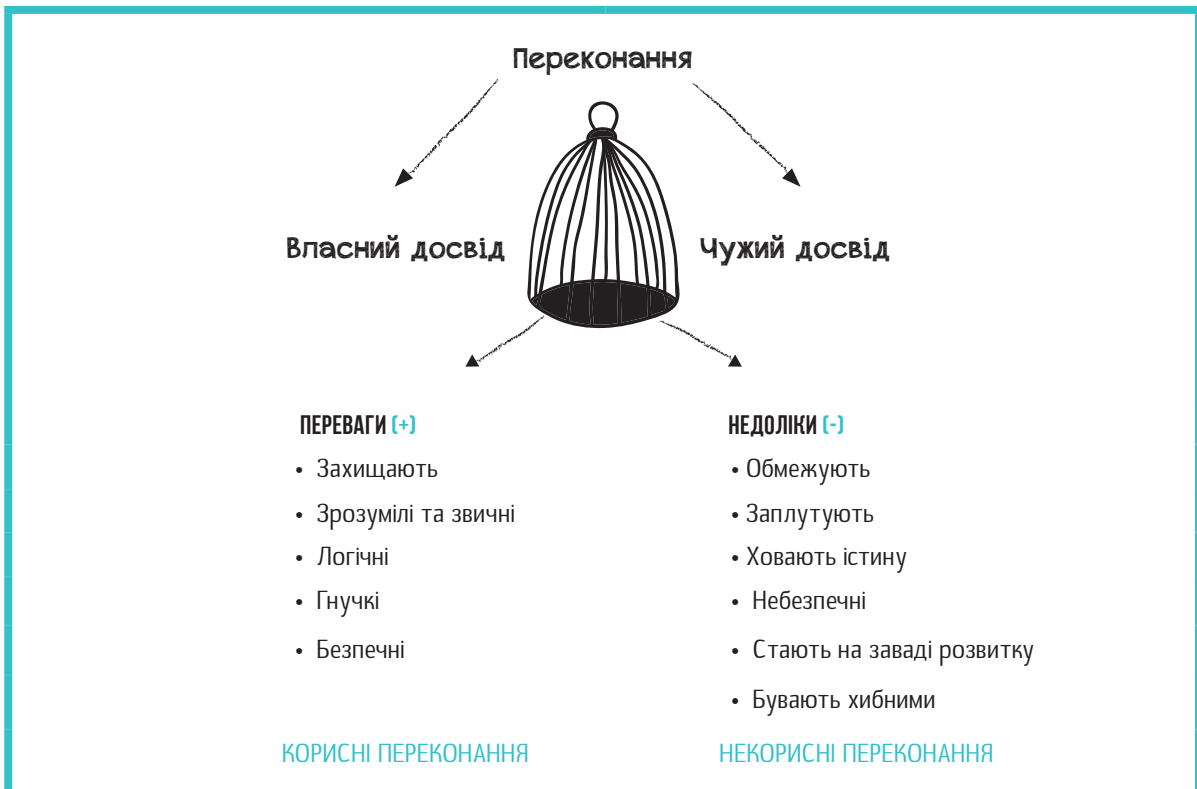 Переконання
Власний досвід
Чужий досвід
ПЕРЕВАГИ (+)
• Захищають
• Зрозумілі та звичні
• Логічні
• Гнучкі
• Безпечні
КОРИСНІ ПЕРЕКОНАННЯ
НЕДОЛІКИ (-)
• Обмежують
• Заплутують
• Ховають істину
• Небезпечні
• Стають на заваді розвитку
• Бувають хибними
НЕКОРИСНІ ПЕРЕКОНАННЯ